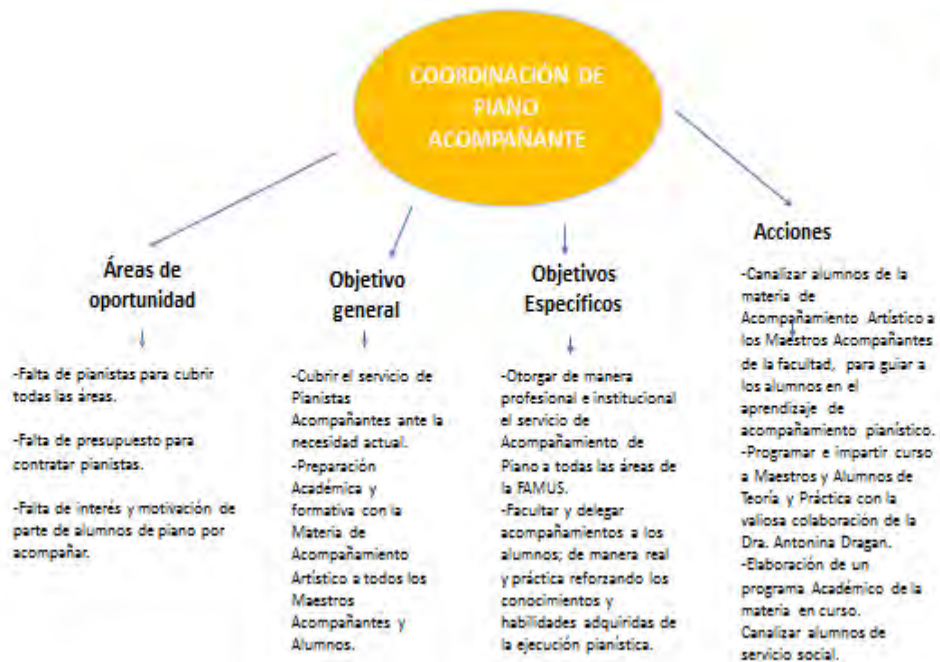 COORDINACIÓN DE
PIANO
ACOMPAÑANTE
Áreas de
oportunidad
-Falta de pianistas para cubrir
todas las áreas.
-Falta de presupuesto para
contratar pianistas.
-Falta de interés y motivación de
parte de alumnos de piano por
acompañar.
Objetivo
general
-Cubrir el servicio de
Pianistas
Acompañantes ante la
necesidad actual.
-Preparación
Académica y
formativa con la
Materia de
Acompañamiento
Artístico a todos los
Maestros
Acompañantes y
Alumnos.
Objetivos
Específicos
-Otorgar de manera
profesional e institucional
el servicio de
Acompañamiento de
Piano a todas las áreas de
la FAMUS.
-Facultar y delegar
acompañamientos a los
alumnos; de manera real
y práctica reforzando los
conocimientos y
habilidades adquiridas de
la ejecución pianística.
Acciones
-Canalizar alumnos de la
materia de
Acompañamiento Artístico a
los Maestros Acompañantes
de la facultad, para guiar a
los alumnos en el
aprendizaje de
acompañamiento pianístico.
-Programar e impartir curso
a Maestros y Alumnos de
Teoría y Práctica con la
valiosa colaboración de la
Dra. Antonina Dragan.
-Elaboración de un
programa Académico de la
materia en curso.
Canalizar alumnos de
servicio social.